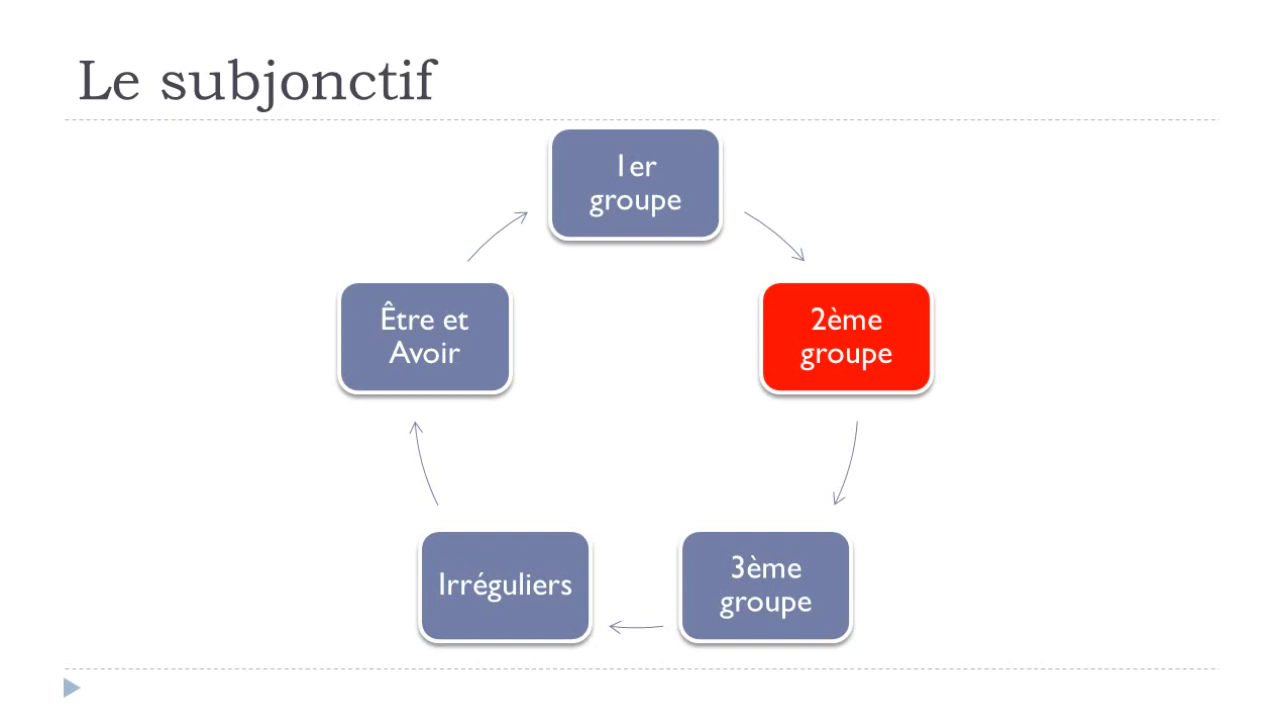 Le subjonctif
1er
groupe
2ème
groupe
3ème
groupe
Irréguliers
Être et
Avoir